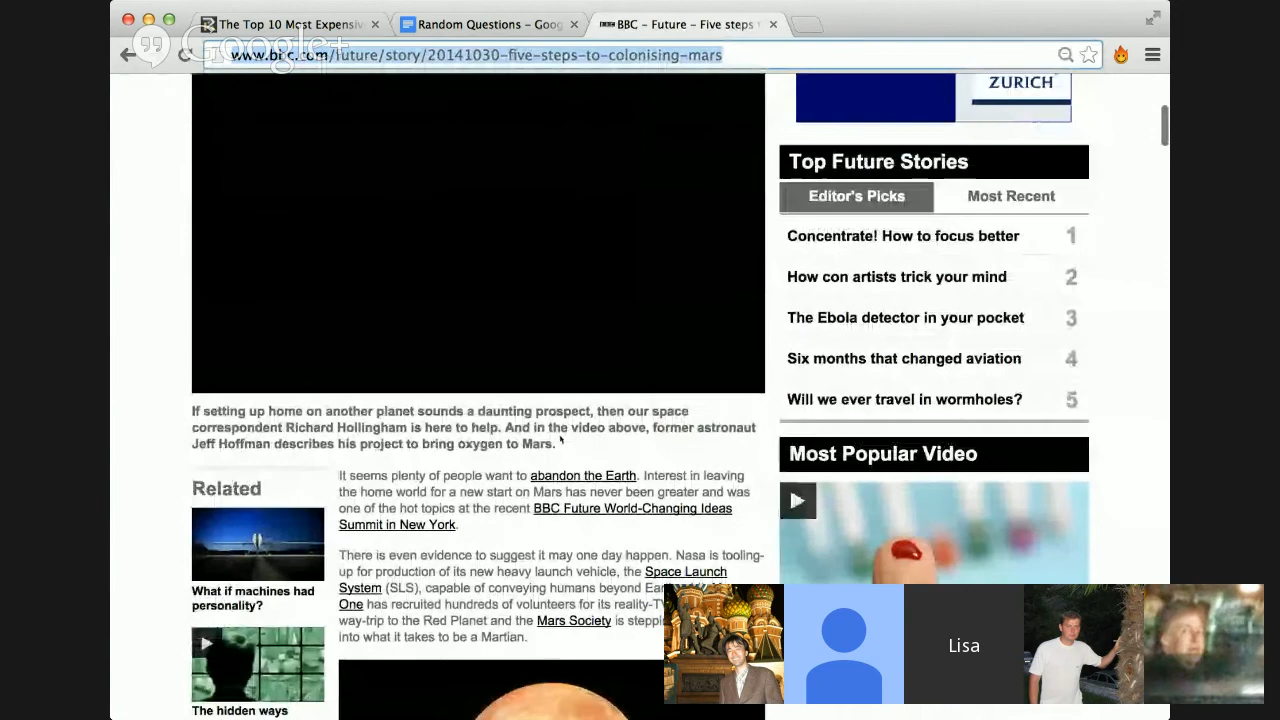 The Top 10 Most Expensiv
Random Questions – Goog
BBC – Future – Five steps
Google+
www.bbc.com/future/story/20141030-five-steps-to-colonising-mars
ZURICH
Top Future Stories
Editor's Picks
Most Recent
Concentrate! How to focus better 1
How con artists trick your mind 2
The Ebola detector in your pocket 3
Six months that changed aviation 4
Will we ever travel in wormholes? 5
Most Popular Video
If setting up home on another planet sounds a daunting prospect, then our space
correspondent Richard Hollingham is here to help. And in the video above, former astronaut
Jeff Hoffman describes his project to bring oxygen to Mars.
Related
What if machines had
personality?
The hidden ways
It seems plenty of people want to abandon the Earth. Interest in leaving
the home world for a new start on Mars has never been greater and was
one of the hot topics at the recent BBC Future World-Changing Ideas
Summit in New York.
There is even evidence to suggest it may one day happen. Nasa is tooling-
up for production of its new heavy launch vehicle, the Space Launch
System (SLS), capable of conveying humans beyond
One has recruited hundreds of volunteers for its
way-trip to the Red Planet and the Mars Society is
into what it takes to be a Martian.
Lisa